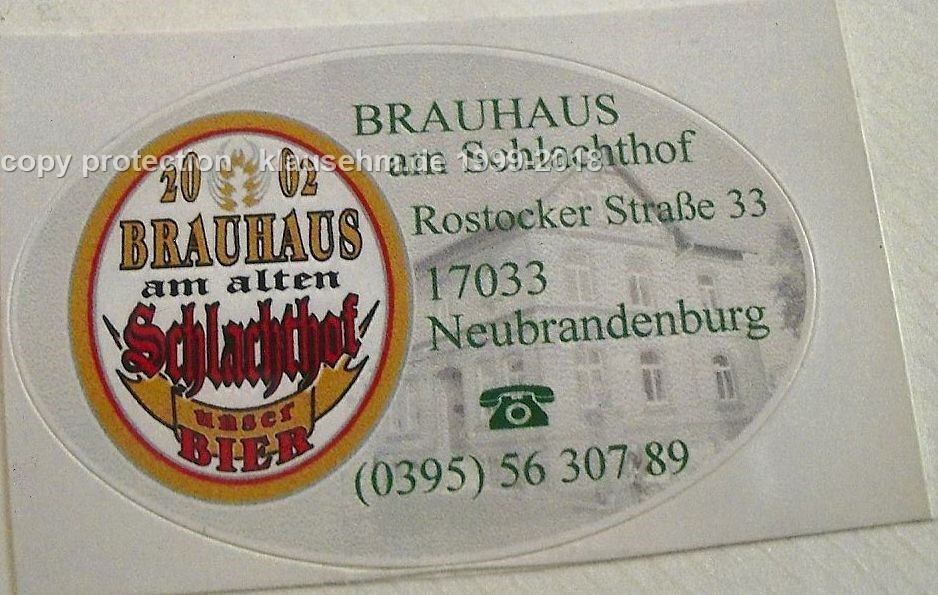 copy protection klausehm.de 1999-2018
20 02
BRAUHAUS
am alten
Schlachthof
unser
BIER
BRAUHAUS
am Schlachthof
Rostocker Straße 33
17033
Neubrandenburg
(0395) 56 307 89